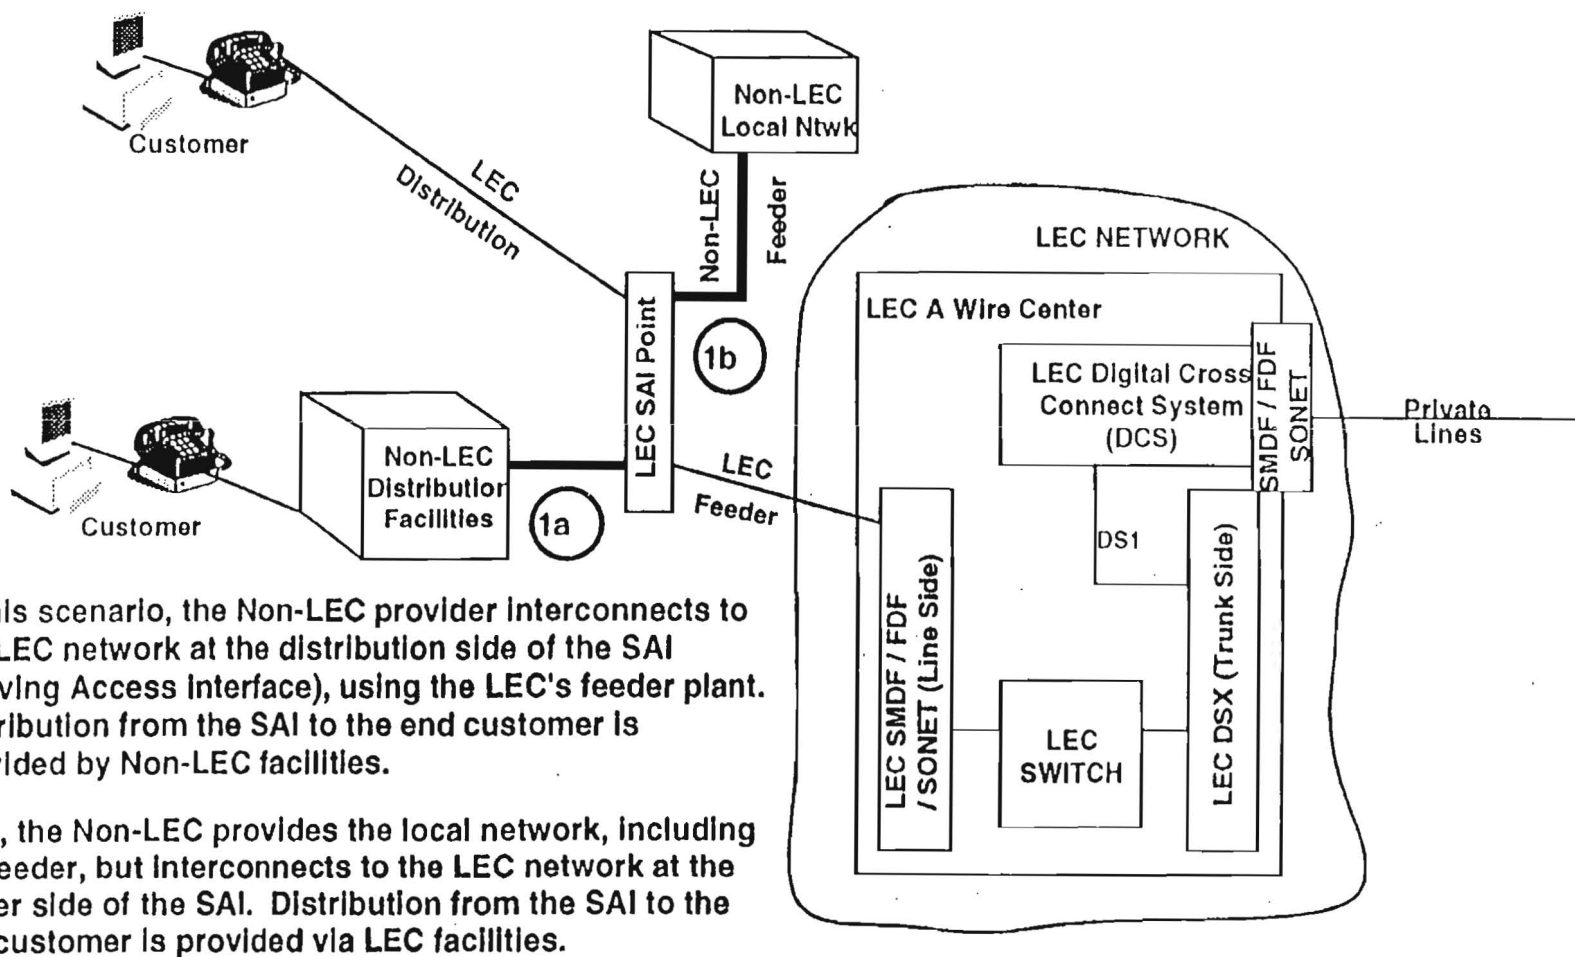 Non-LEC
Local Ntwk
Customer
LEC
Distribution
Non-LEC
Feeder
LEC NETWORK
LEC A Wire Center
LEC SAI Point
1b
LEC Digital Cross
Connect System
(DCS)
SMDF / FDF
SONET
Private
Lines
Non-LEC
Distribution
Facilities
Customer
1a
LEC
Feeder
DS1
LEC SMDF / FDF
/SONET (Line Side)
LEC
SWITCH
LEC DSX (Trunk Side)
is scenario, the Non-LEC provider interconnects to
LEC network at the distribution side of the SAI
ving Access Interface), using the LEC's feeder plant.
ribution from the SAI to the end customer is
vided by Non-LEC facilities.
, the Non-LEC provides the local network, including
eeder, but interconnects to the LEC network at the
er side of the SAI. Distribution from the SAI to the
customer is provided via LEC facilities.